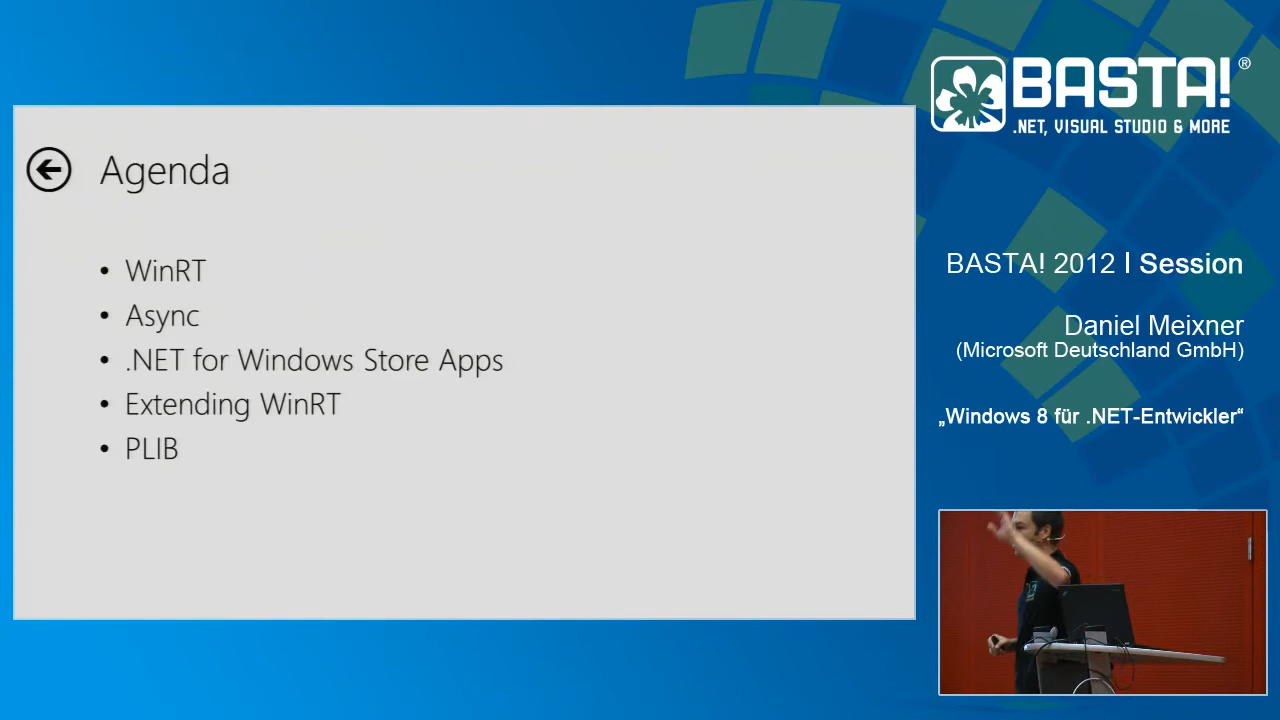 Agenda
• WinRT
• Async
• .NET for Windows Store Apps
• Extending WinRT
• PLIB
BASTA!®
.NET, VISUAL STUDIO & MORE
BASTA! 2012 I Session
Daniel Meixner
(Microsoft Deutschland GmbH)
„Windows 8 für .NET-Entwickler“